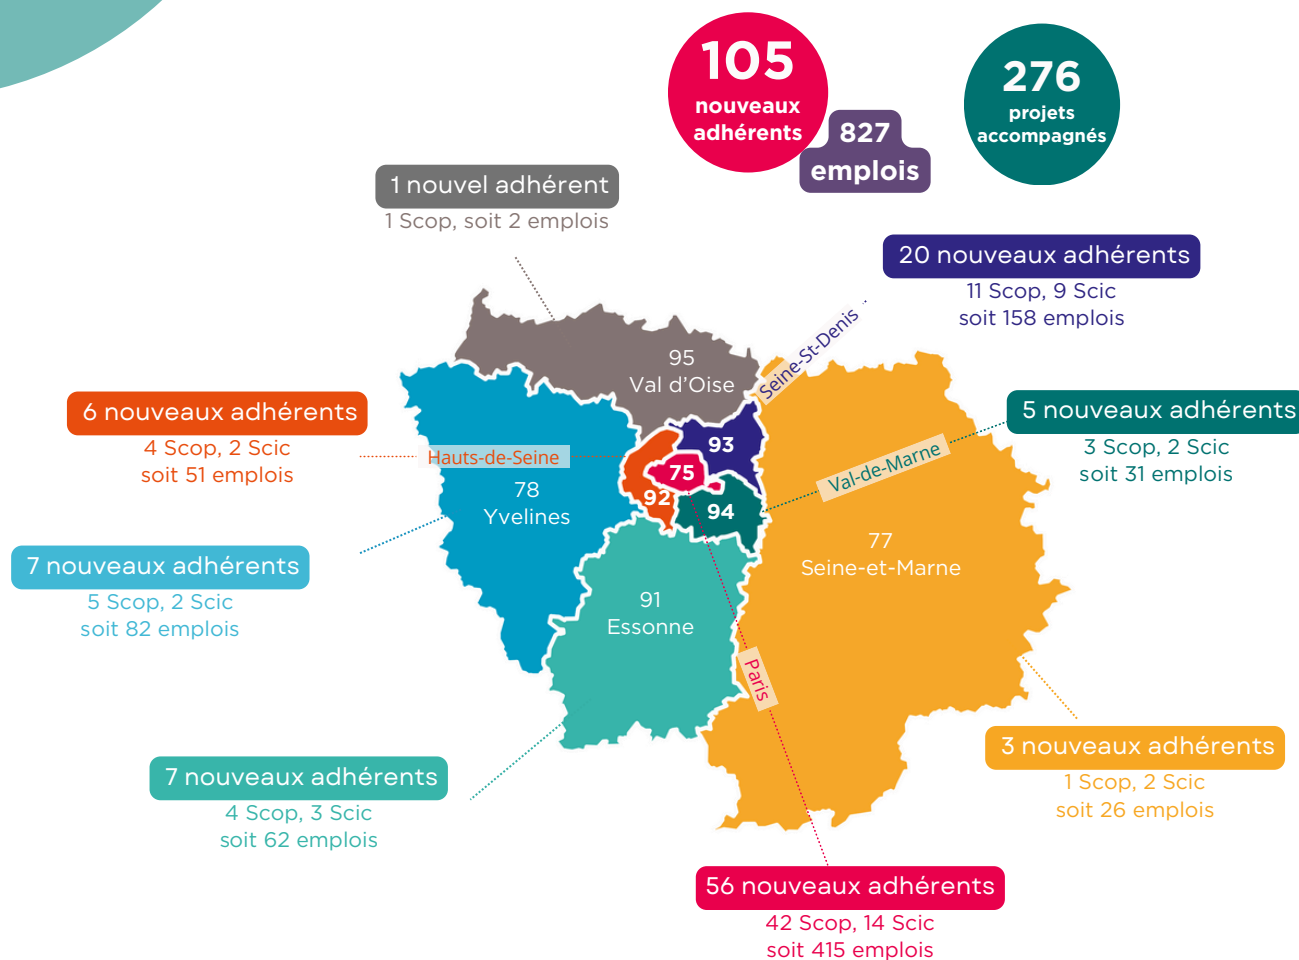 105
nouveaux
adhérents
827
emplois
276
projets
accompagnés
1 nouvel adhérent
1 Scop, soit 2 emplois
20 nouveaux adhérents
11 Scop, 9 Scic
soit 158 emplois
Seine-St-Denis
95
Val d'Oise
6 nouveaux adhérents
4 Scop, 2 Scic
soit 51 emplois
Hauts-de-Seine
5 nouveaux adhérents
3 Scop, 2 Scic
soit 31 emplois
Val-de-Marne
93
75
92
94
78
Yvelines
77
Seine-et-Marne
7 nouveaux adhérents
5 Scop, 2 Scic
soit 82 emplois
91
Essonne
Paris
3 nouveaux adhérents
1 Scop, 2 Scic
soit 26 emplois
7 nouveaux adhérents
4 Scop, 3 Scic
soit 62 emplois
56 nouveaux adhérents
42 Scop, 14 Scic
soit 415 emplois